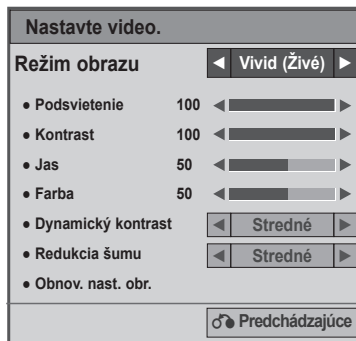 Nastavte video.
Režim obrazu ◄ Vivid (Živé) ►
● Podsvietenie 100
● Kontrast 100
● Jas 50
● Farba 50
● Dynamický kontrast ◄ Stredné ►
● Redukcia šumu ◄ Stredné ►
● Obnov. nast. obr.
Predchádzajúce